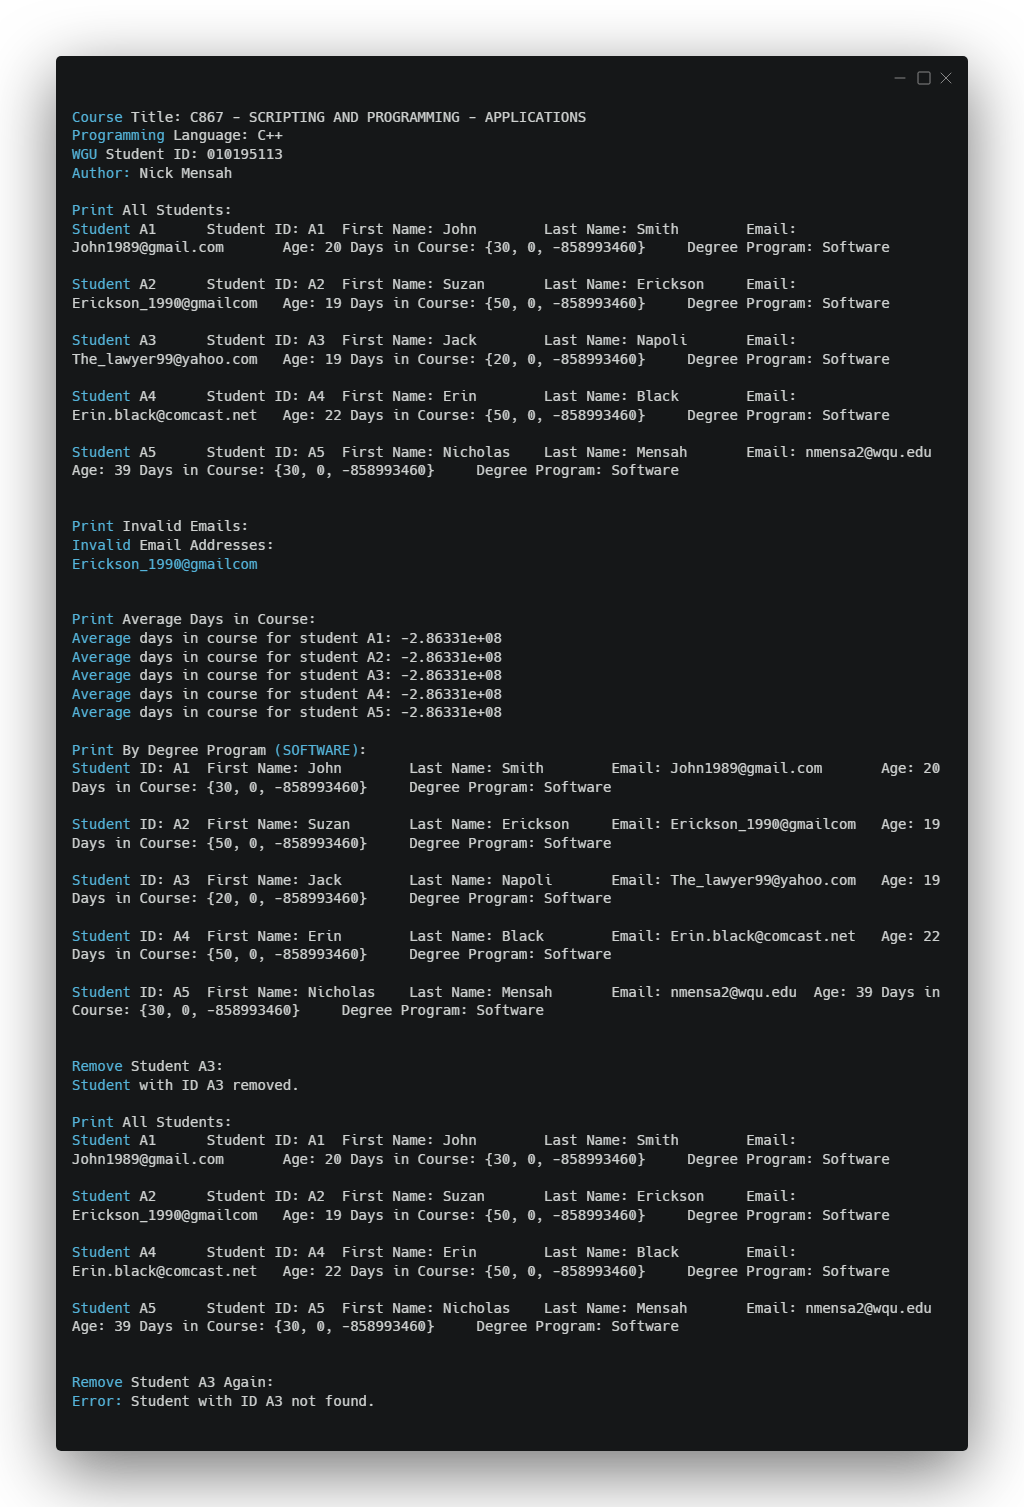 Course Title: C867 - SCRIPTING AND PROGRAMMING - APPLICATIONS
Programming Language: C++
WGU Student ID: 010195113
Author: Nick Mensah
Print All Students:
Student A1      Student ID: A1  First Name: John        Last Name: Smith        Email:
John1989@gmail.com       Age: 20 Days in Course: {30, 0, -858993460}     Degree Program: Software
Student A2      Student ID: A2  First Name: Suzan       Last Name: Erickson     Email:
Erickson_1990@gmailcom   Age: 19 Days in Course: {50, 0, -858993460}     Degree Program: Software
Student A3      Student ID: A3  First Name: Jack        Last Name: Napoli       Email:
The_lawyer99@yahoo.com   Age: 19 Days in Course: {20, 0, -858993460}     Degree Program: Software
Student A4      Student ID: A4  First Name: Erin        Last Name: Black        Email:
Erin.black@comcast.net   Age: 22 Days in Course: {50, 0, -858993460}     Degree Program: Software
Student A5      Student ID: A5  First Name: Nicholas    Last Name: Mensah       Email: nmensa2@wqu.edu
Age: 39 Days in Course: {30, 0, -858993460}     Degree Program: Software
Print Invalid Emails:
Invalid Email Addresses:
Erickson_1990@gmailcom
Print Average Days in Course:
Average days in course for student A1: -2.86331e+08
Average days in course for student A2: -2.86331e+08
Average days in course for student A3: -2.86331e+08
Average days in course for student A4: -2.86331e+08
Average days in course for student A5: -2.86331e+08
Print By Degree Program (SOFTWARE):
Student ID: A1  First Name: John        Last Name: Smith        Email: John1989@gmail.com       Age: 20
Days in Course: {30, 0, -858993460}     Degree Program: Software
Student ID: A2  First Name: Suzan       Last Name: Erickson     Email: Erickson_1990@gmailcom   Age: 19
Days in Course: {50, 0, -858993460}     Degree Program: Software
Student ID: A3  First Name: Jack        Last Name: Napoli       Email: The_lawyer99@yahoo.com   Age: 19
Days in Course: {20, 0, -858993460}     Degree Program: Software
Student ID: A4  First Name: Erin        Last Name: Black        Email: Erin.black@comcast.net   Age: 22
Days in Course: {50, 0, -858993460}     Degree Program: Software
Student ID: A5  First Name: Nicholas    Last Name: Mensah       Email: nmensa2@wqu.edu  Age: 39 Days in
Course: {30, 0, -858993460}     Degree Program: Software
Remove Student A3:
Student with ID A3 removed.
Print All Students:
Student A1      Student ID: A1  First Name: John        Last Name: Smith        Email:
John1989@gmail.com       Age: 20 Days in Course: {30, 0, -858993460}     Degree Program: Software
Student A2      Student ID: A2  First Name: Suzan       Last Name: Erickson     Email:
Erickson_1990@gmailcom   Age: 19 Days in Course: {50, 0, -858993460}     Degree Program: Software
Student A4      Student ID: A4  First Name: Erin        Last Name: Black        Email:
Erin.black@comcast.net   Age: 22 Days in Course: {50, 0, -858993460}     Degree Program: Software
Student A5      Student ID: A5  First Name: Nicholas    Last Name: Mensah       Email: nmensa2@wqu.edu
Age: 39 Days in Course: {30, 0, -858993460}     Degree Program: Software
Remove Student A3 Again:
Error: Student with ID A3 not found.